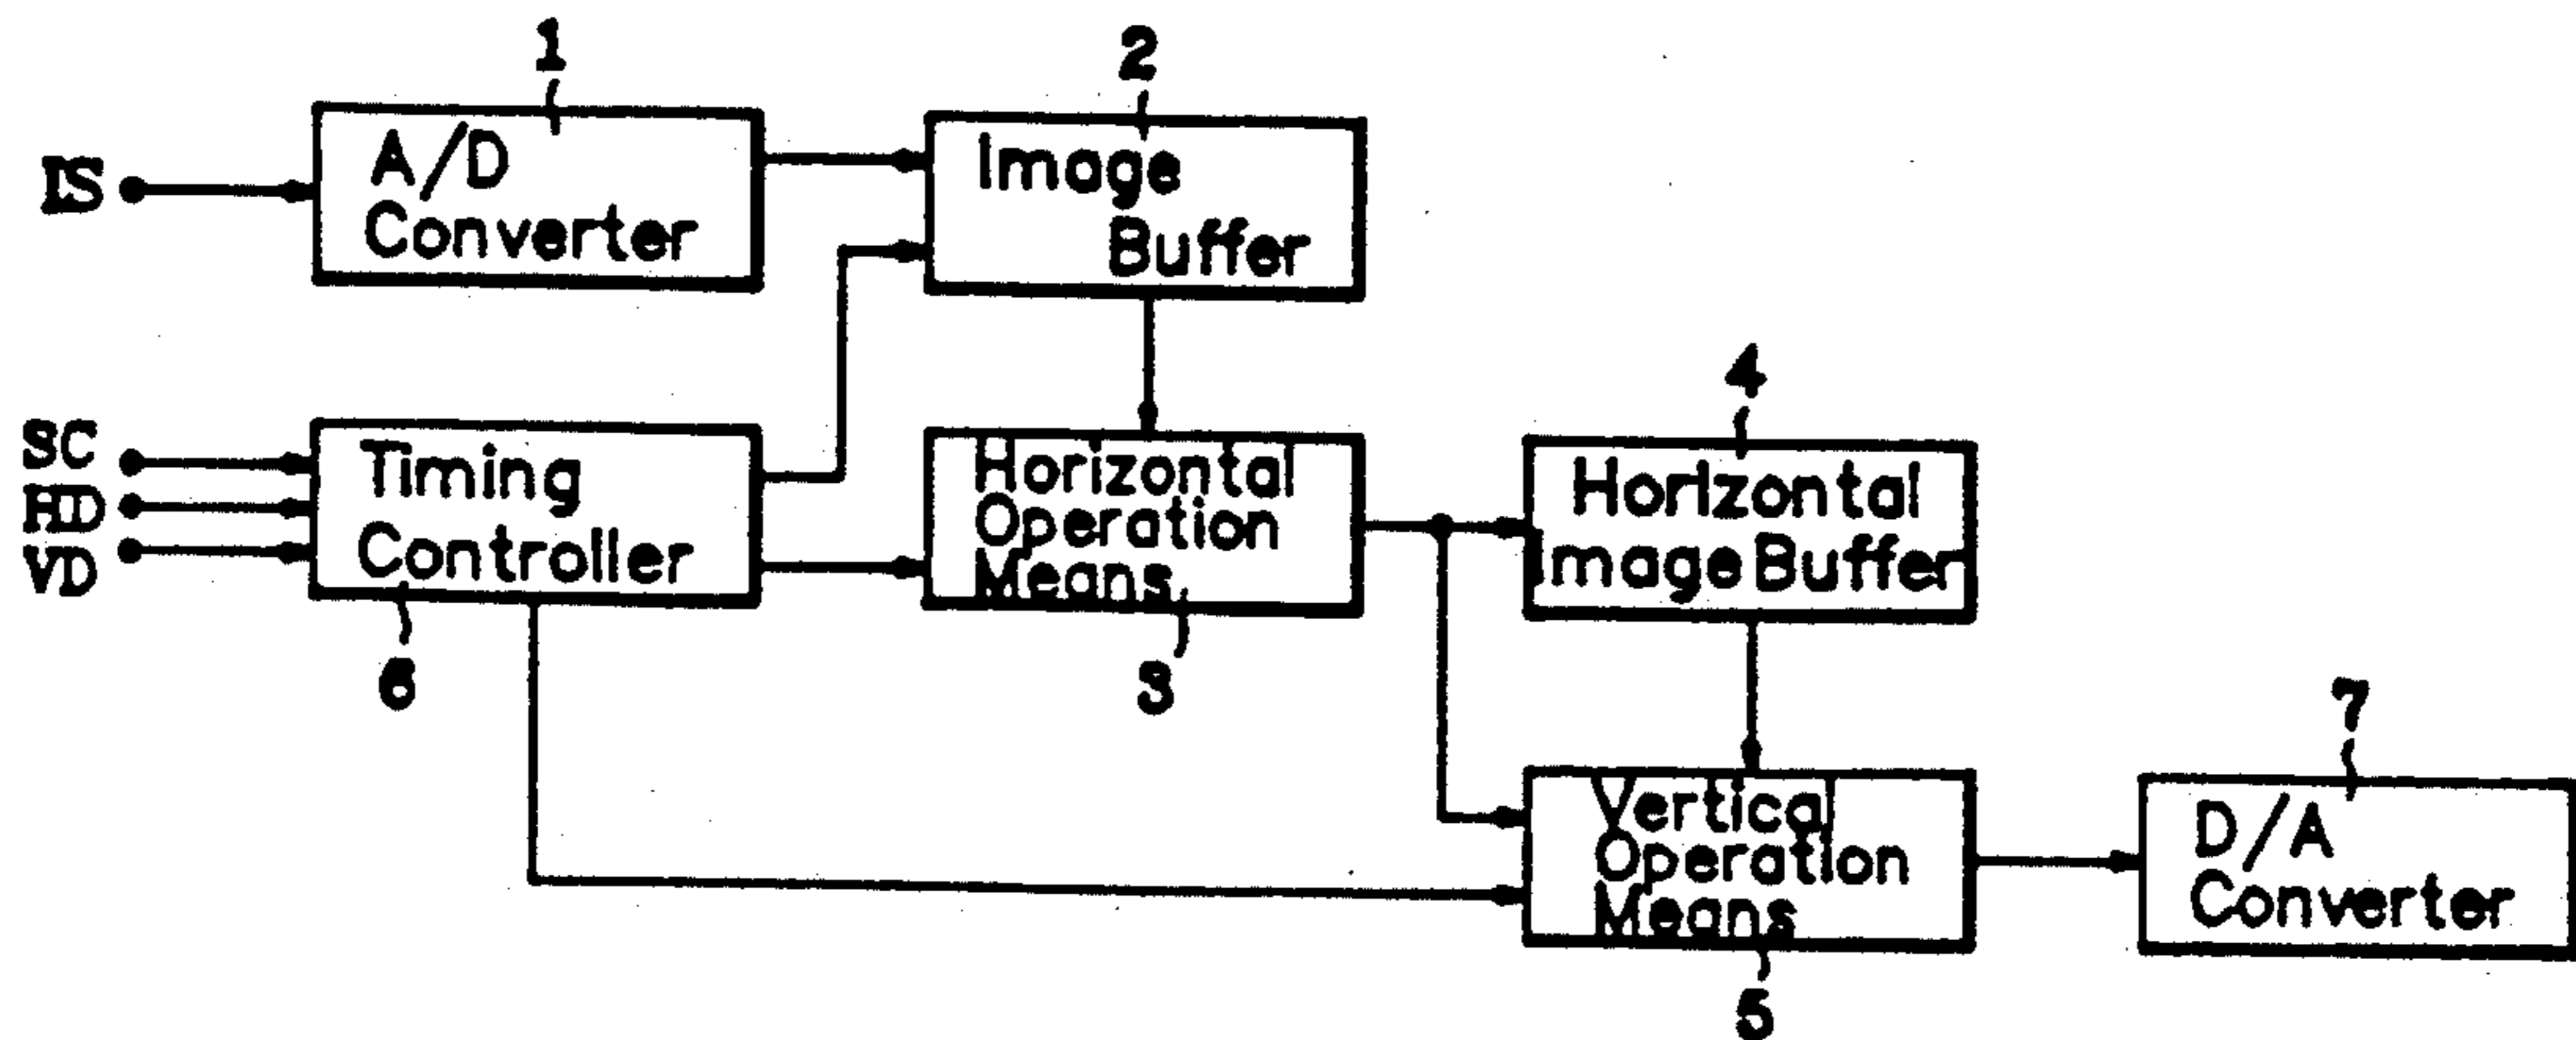 1
2
IS
A/D
Converter
Image
Buffer
SC
HD
VD
Timing
Controller
6
Horizontal
Operation
Means
3
4
Horizontal
Image Buffer
Vertical
Operation
Means
5
7
D/A
Converter